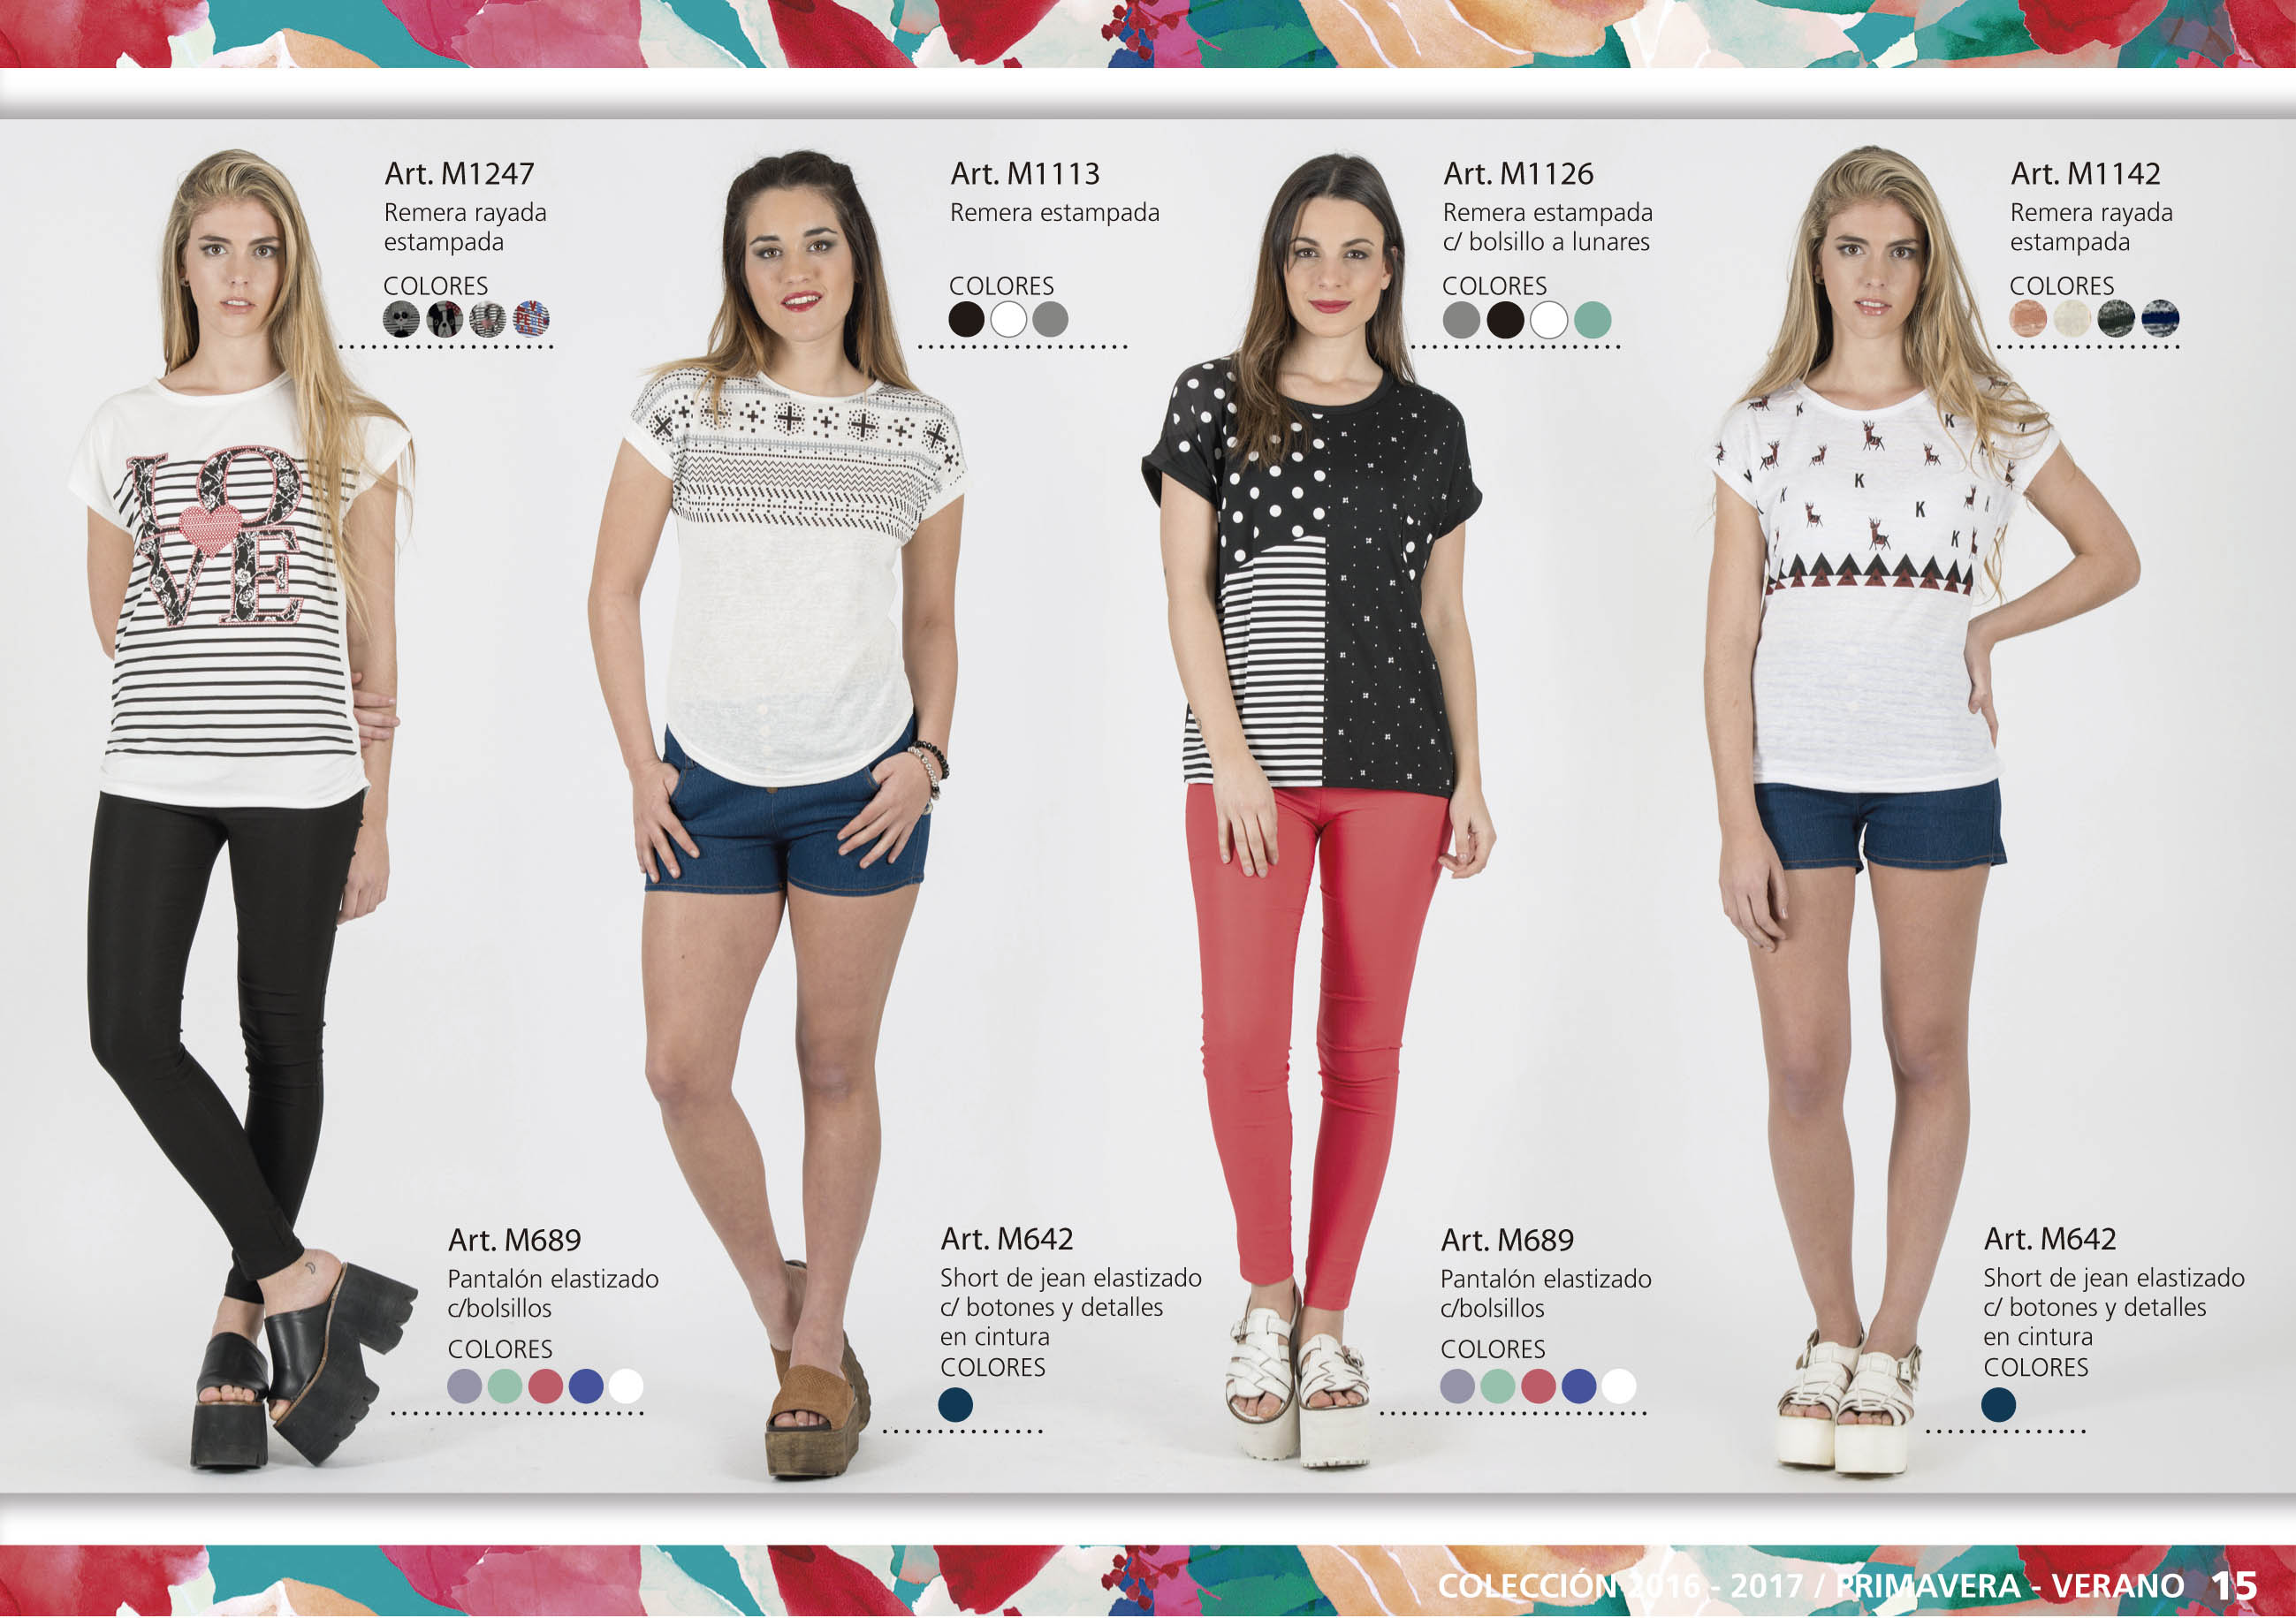 Art. M1247
Remera rayada
estampada
COLORES
LOVE
Art. M1113
Remera estampada
COLORES
Art. M1126
Remera estampada
c/ bolsillo a lunares
COLORES
Art. M1142
Remera rayada
estampada
COLORES
K
K
K
K
K
Art. M689
Pantalón elastizado
c/bolsillos
COLORES
Art. M642
Short de jean elastizado
c/ botones y detalles
en cintura
COLORES
Art. M689
Pantalón elastizado
c/bolsillos
COLORES
Art. M642
Short de jean elastizado
c/ botones y detalles
en cintura
COLORES
COLECCIÓN 2016 - 2017 / PRIMAVERA - VERANO 15